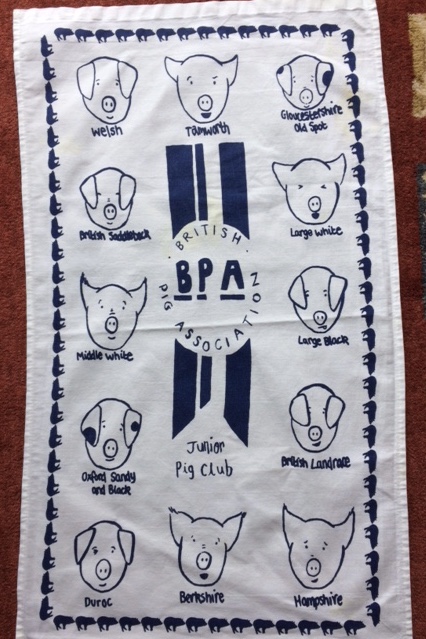 Welsh
Tamworth
Gloucestershire
Old Spot
British Saddleback
Large White
BRITISH
BPA
PIG ASSOCIATION
Middle White
Large Black
Oxford Sandy
and Black
British Landrace
Junior
Pig Club
Duroc
Berkshire
Hampshire